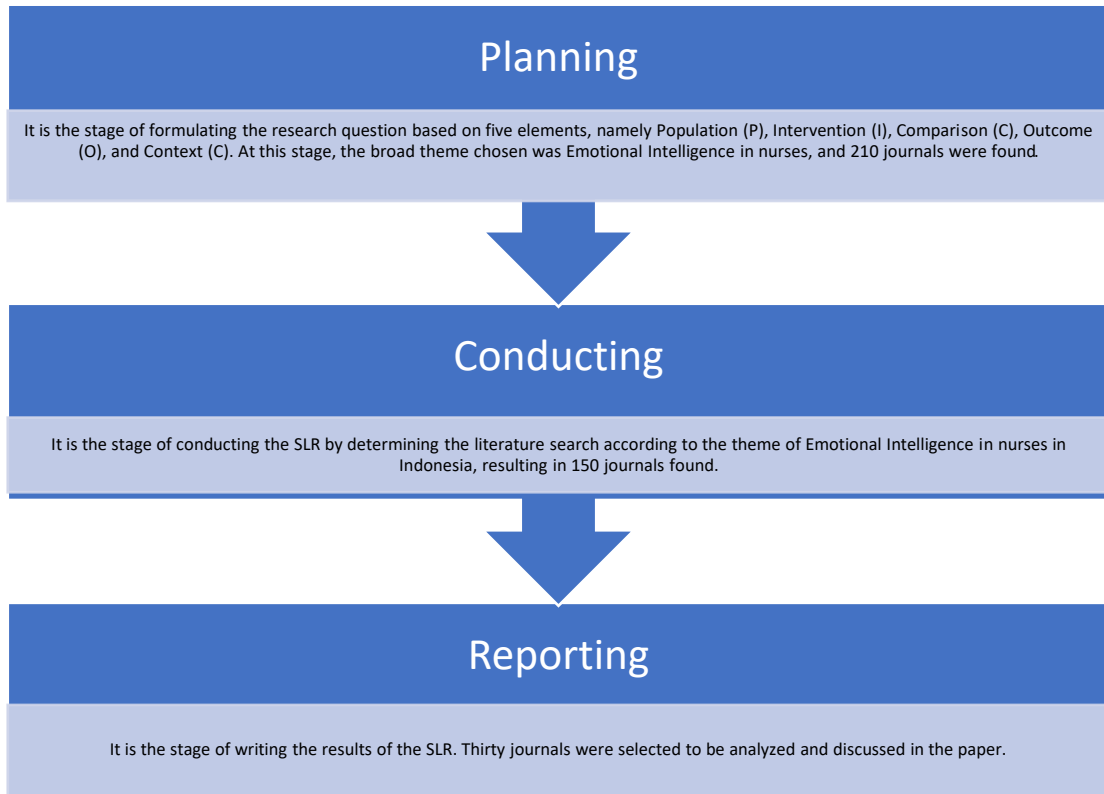 Planning
It is the stage of formulating the research question based on five elements, namely Population (P), Intervention (I), Comparison (C), Outcome
(O), and Context (C). At this stage, the broad theme chosen was Emotional Intelligence in nurses, and 210 journals were found.
Conducting
It is the stage of conducting the SLR by determining the literature search according to the theme of Emotional Intelligence in nurses in
Indonesia, resulting in 150 journals found.
Reporting
It is the stage of writing the results of the SLR. Thirty journals were selected to be analyzed and discussed in the paper.